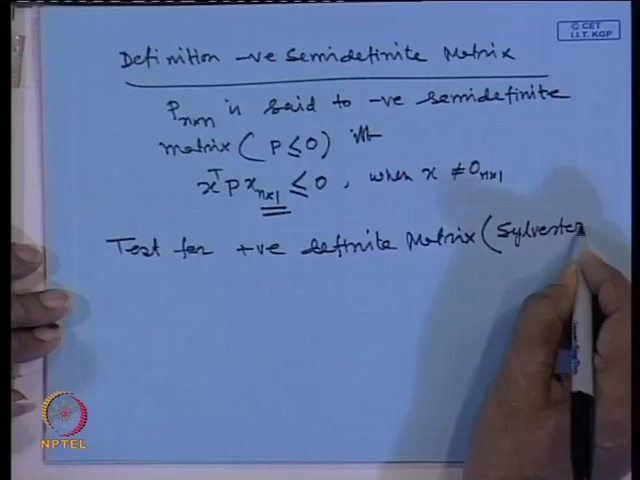 © CET
I.I.T. KGP
Definition -ve semidefinite Matrix
Pnxn is said to -ve semidefinite
matrix ( P ≤ 0 ) iff
xᵀ P x nx1 ≤ 0 , when x ≠ 0nx1
Test for +ve definite Matrix ( Sylvester
NPTEL